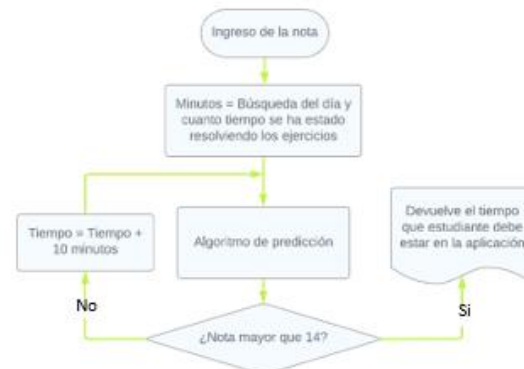 Ingreso de la nota
Minutos = Búsqueda del día y
cuanto tiempo se ha estado
resolviendo los ejercicios
Tiempo = Tiempo +
10 minutos
Algoritmo de predicción
Devuelve el tiempo
que estudiante debe
estar en la aplicación
No
Si
¿Nota mayor que 14?